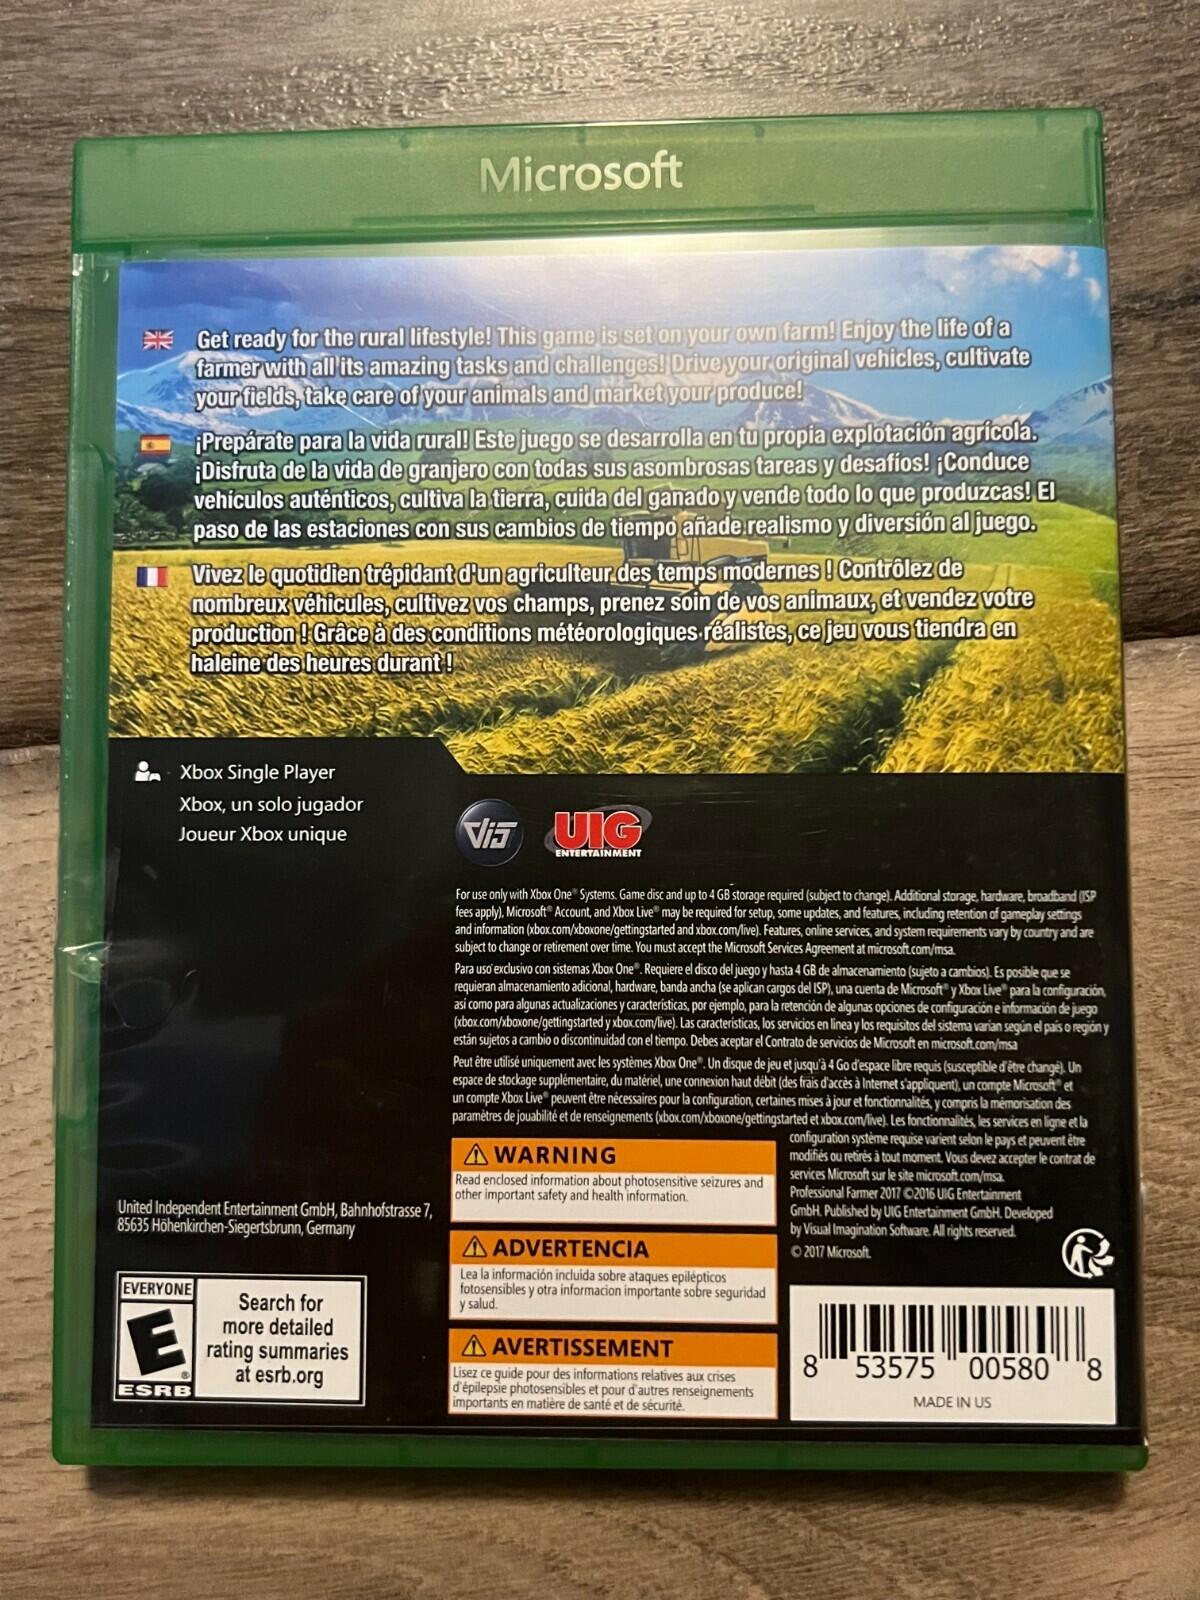 Microsoft
Get ready for the rural lifestyle! This game is set on your own farm! Enjoy the life of a
farmer with all its amazing tasks and challenges! Drive your original vehicles, cultivate
your fields, take care of your animals and market your produce!
¡Prepárate para la vida rural! Este juego se desarrolla en tu propia explotación agrícola.
¡Disfruta de la vida de granjero con todas sus asombrosas tareas y desafíos! ¡Conduce
vehículos auténticos, cultiva la tierra, cuida del ganado y vende todo lo que produzcas! El
paso de las estaciones con sus cambios de tiempo añade realismo y diversión al juego.
Vivez le quotidien trépidant d'un agriculteur des temps modernes ! Contrôlez de
nombreux véhicules, cultivez vos champs, prenez soin de vos animaux, et vendez votre
production ! Grâce à des conditions météorologiques réalistes, ce jeu vous tiendra en
haleine des heures durant !
Xbox Single Player
Xbox, un solo jugador
Joueur Xbox unique
VIS
UIG
ENTERTAINMENT
For use only with Xbox One® Systems. Game disc and up to 4 GB storage required (subject to change). Additional storage, hardware, broadband (ISP
fees apply), Microsoft® Account, and Xbox Live® may be required for setup, some updates, and features, including retention of gameplay settings
and information (xbox.com/xboxone/gettingstarted and xbox.com/live). Features, online services, and system requirements vary by country and are
subject to change or retirement over time. You must accept the Microsoft Services Agreement at microsoft.com/msa.
Para uso exclusivo con sistemas Xbox One®. Requiere el disco del juego y hasta 4 GB de almacenamiento (sujeto a cambios). Es posible que se
requieran almacenamiento adicional, hardware, banda ancha (se aplican cargos del ISP), una cuenta de Microsoft® y Xbox Live® para la configuración,
así como para algunas actualizaciones y características, por ejemplo, para la retención de algunas opciones de configuración e información de juego
(xbox.com/xboxone/gettingstarted y xbox.com/live). Las características, los servicios en línea y los requisitos del sistema varían según el país o región y
están sujetos a cambio o discontinuidad con el tiempo. Debes aceptar el Contrato de servicios de Microsoft en microsoft.com/msa
Peut être utilisé uniquement avec les systèmes Xbox One®. Un disque de jeu et jusqu'à 4 Go d'espace libre requis (susceptible d'être changé). Un
espace de stockage supplémentaire, du matériel, une connexion haut débit (des frais d'accès à Internet s'appliquent), un compte Microsoft® et
un compte Xbox Live® peuvent être nécessaires pour la configuration, certaines mises à jour et fonctionnalités, y compris la mémorisation des
paramètres de jouabilité et de renseignements (xbox.com/xboxone/gettingstarted et xbox.com/live). Les fonctionnalités, les services en ligne et la
configuration système requise varient selon le pays et peuvent être
modifiés ou retirés à tout moment. Vous devez accepter le contrat de
services Microsoft sur le site microsoft.com/msa.
Professional Farmer 2017 ©2016 UIG Entertainment
GmbH. Published by UIG Entertainment GmbH. Developed
by Visual Imagination Software. All rights reserved.
© 2017 Microsoft.
WARNING
Read enclosed information about photosensitive seizures and
other important safety and health information.
ADVERTENCIA
Lea la información incluida sobre ataques epilépticos
fotosensibles y otra informacion importante sobre seguridad
y salud.
AVERTISSEMENT
Lisez ce guide pour des informations relatives aux crises
d'épilepsie photosensibles et pour d'autres renseignements
importants en matière de santé et de sécurité.
United Independent Entertainment GmbH, Bahnhofstrasse 7,
85635 Höhenkirchen-Siegertsbrunn, Germany
EVERYONE
E
®
ESRB
Search for
more detailed
rating summaries
at esrb.org
8 53575 00580 8
MADE IN US